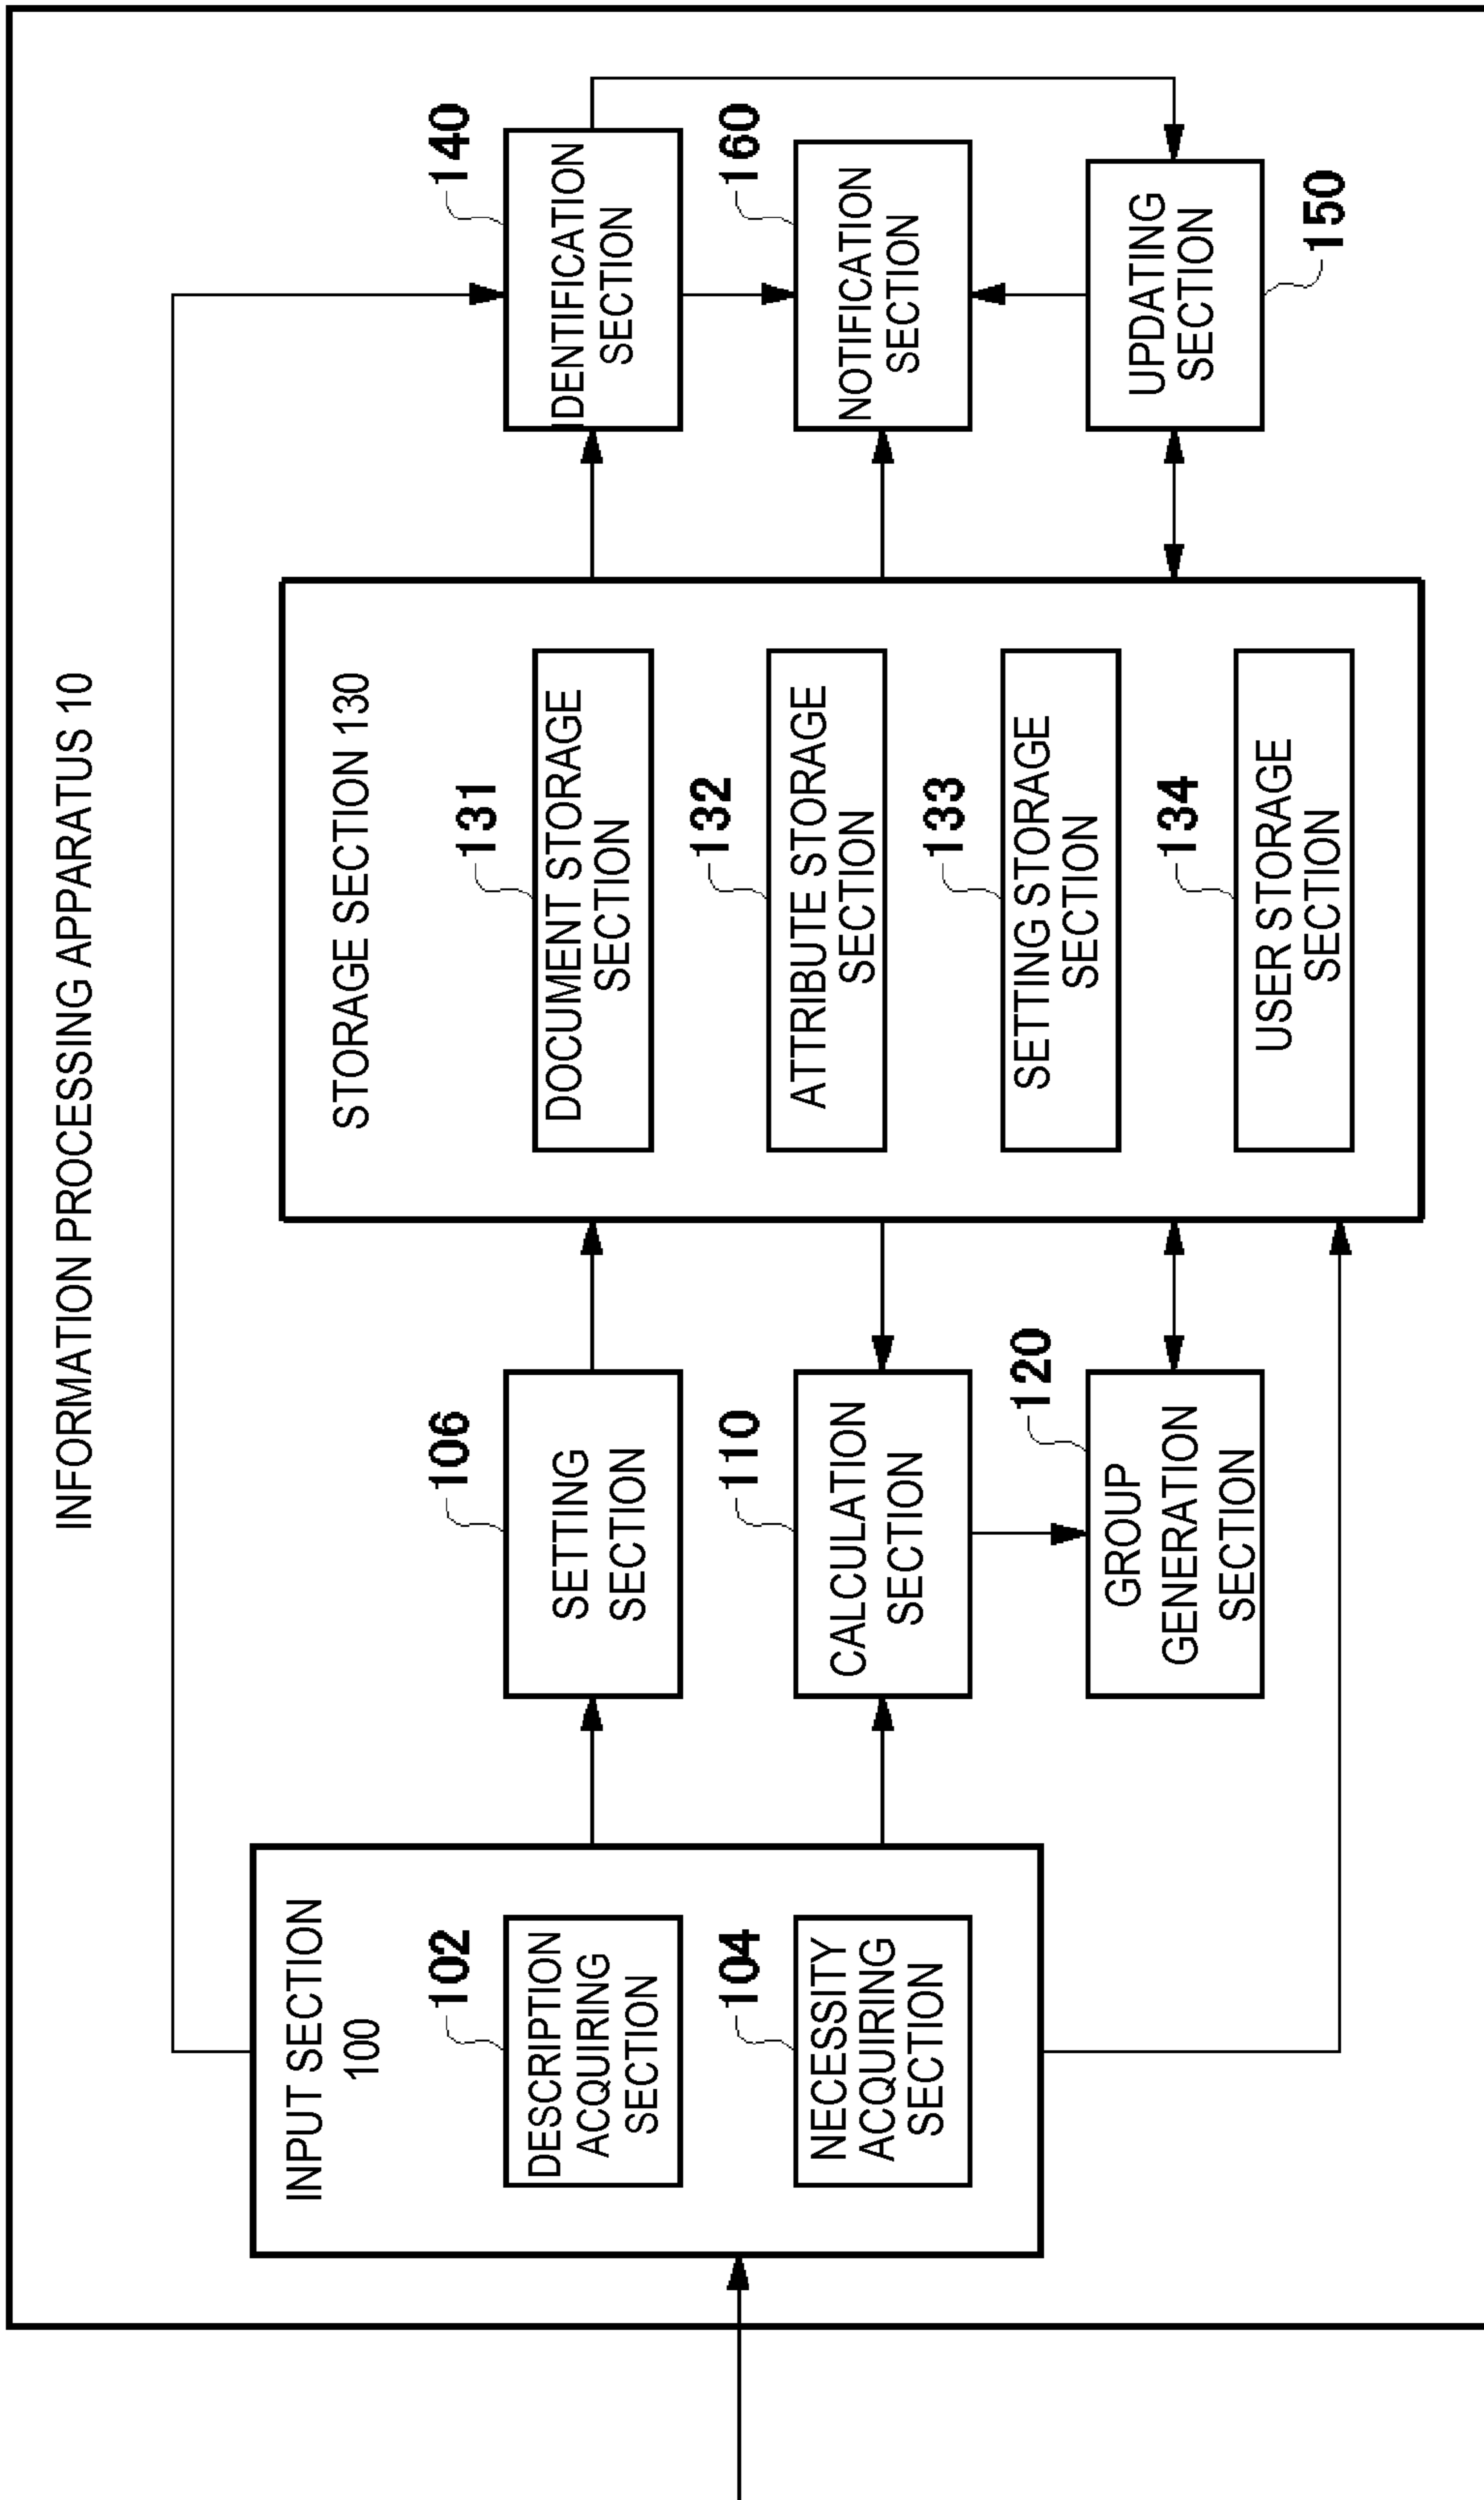 INFORMATION PROCESSING APPARATUS 10
INPUT SECTION
100
102
DESCRIPTION
ACQUIRING
SECTION
104
NECESSITY
ACQUIRING
SECTION
106
SETTING
SECTION
110
CALCULATION
SECTION
120
GROUP
GENERATION
SECTION
STORAGE SECTION 130
131
DOCUMENT STORAGE
SECTION
132
ATTRIBUTE STORAGE
SECTION
133
SETTING STORAGE
SECTION
134
USER STORAGE
SECTION
140
IDENTIFICATION
SECTION
160
NOTIFICATION
SECTION
UPDATING
SECTION
150